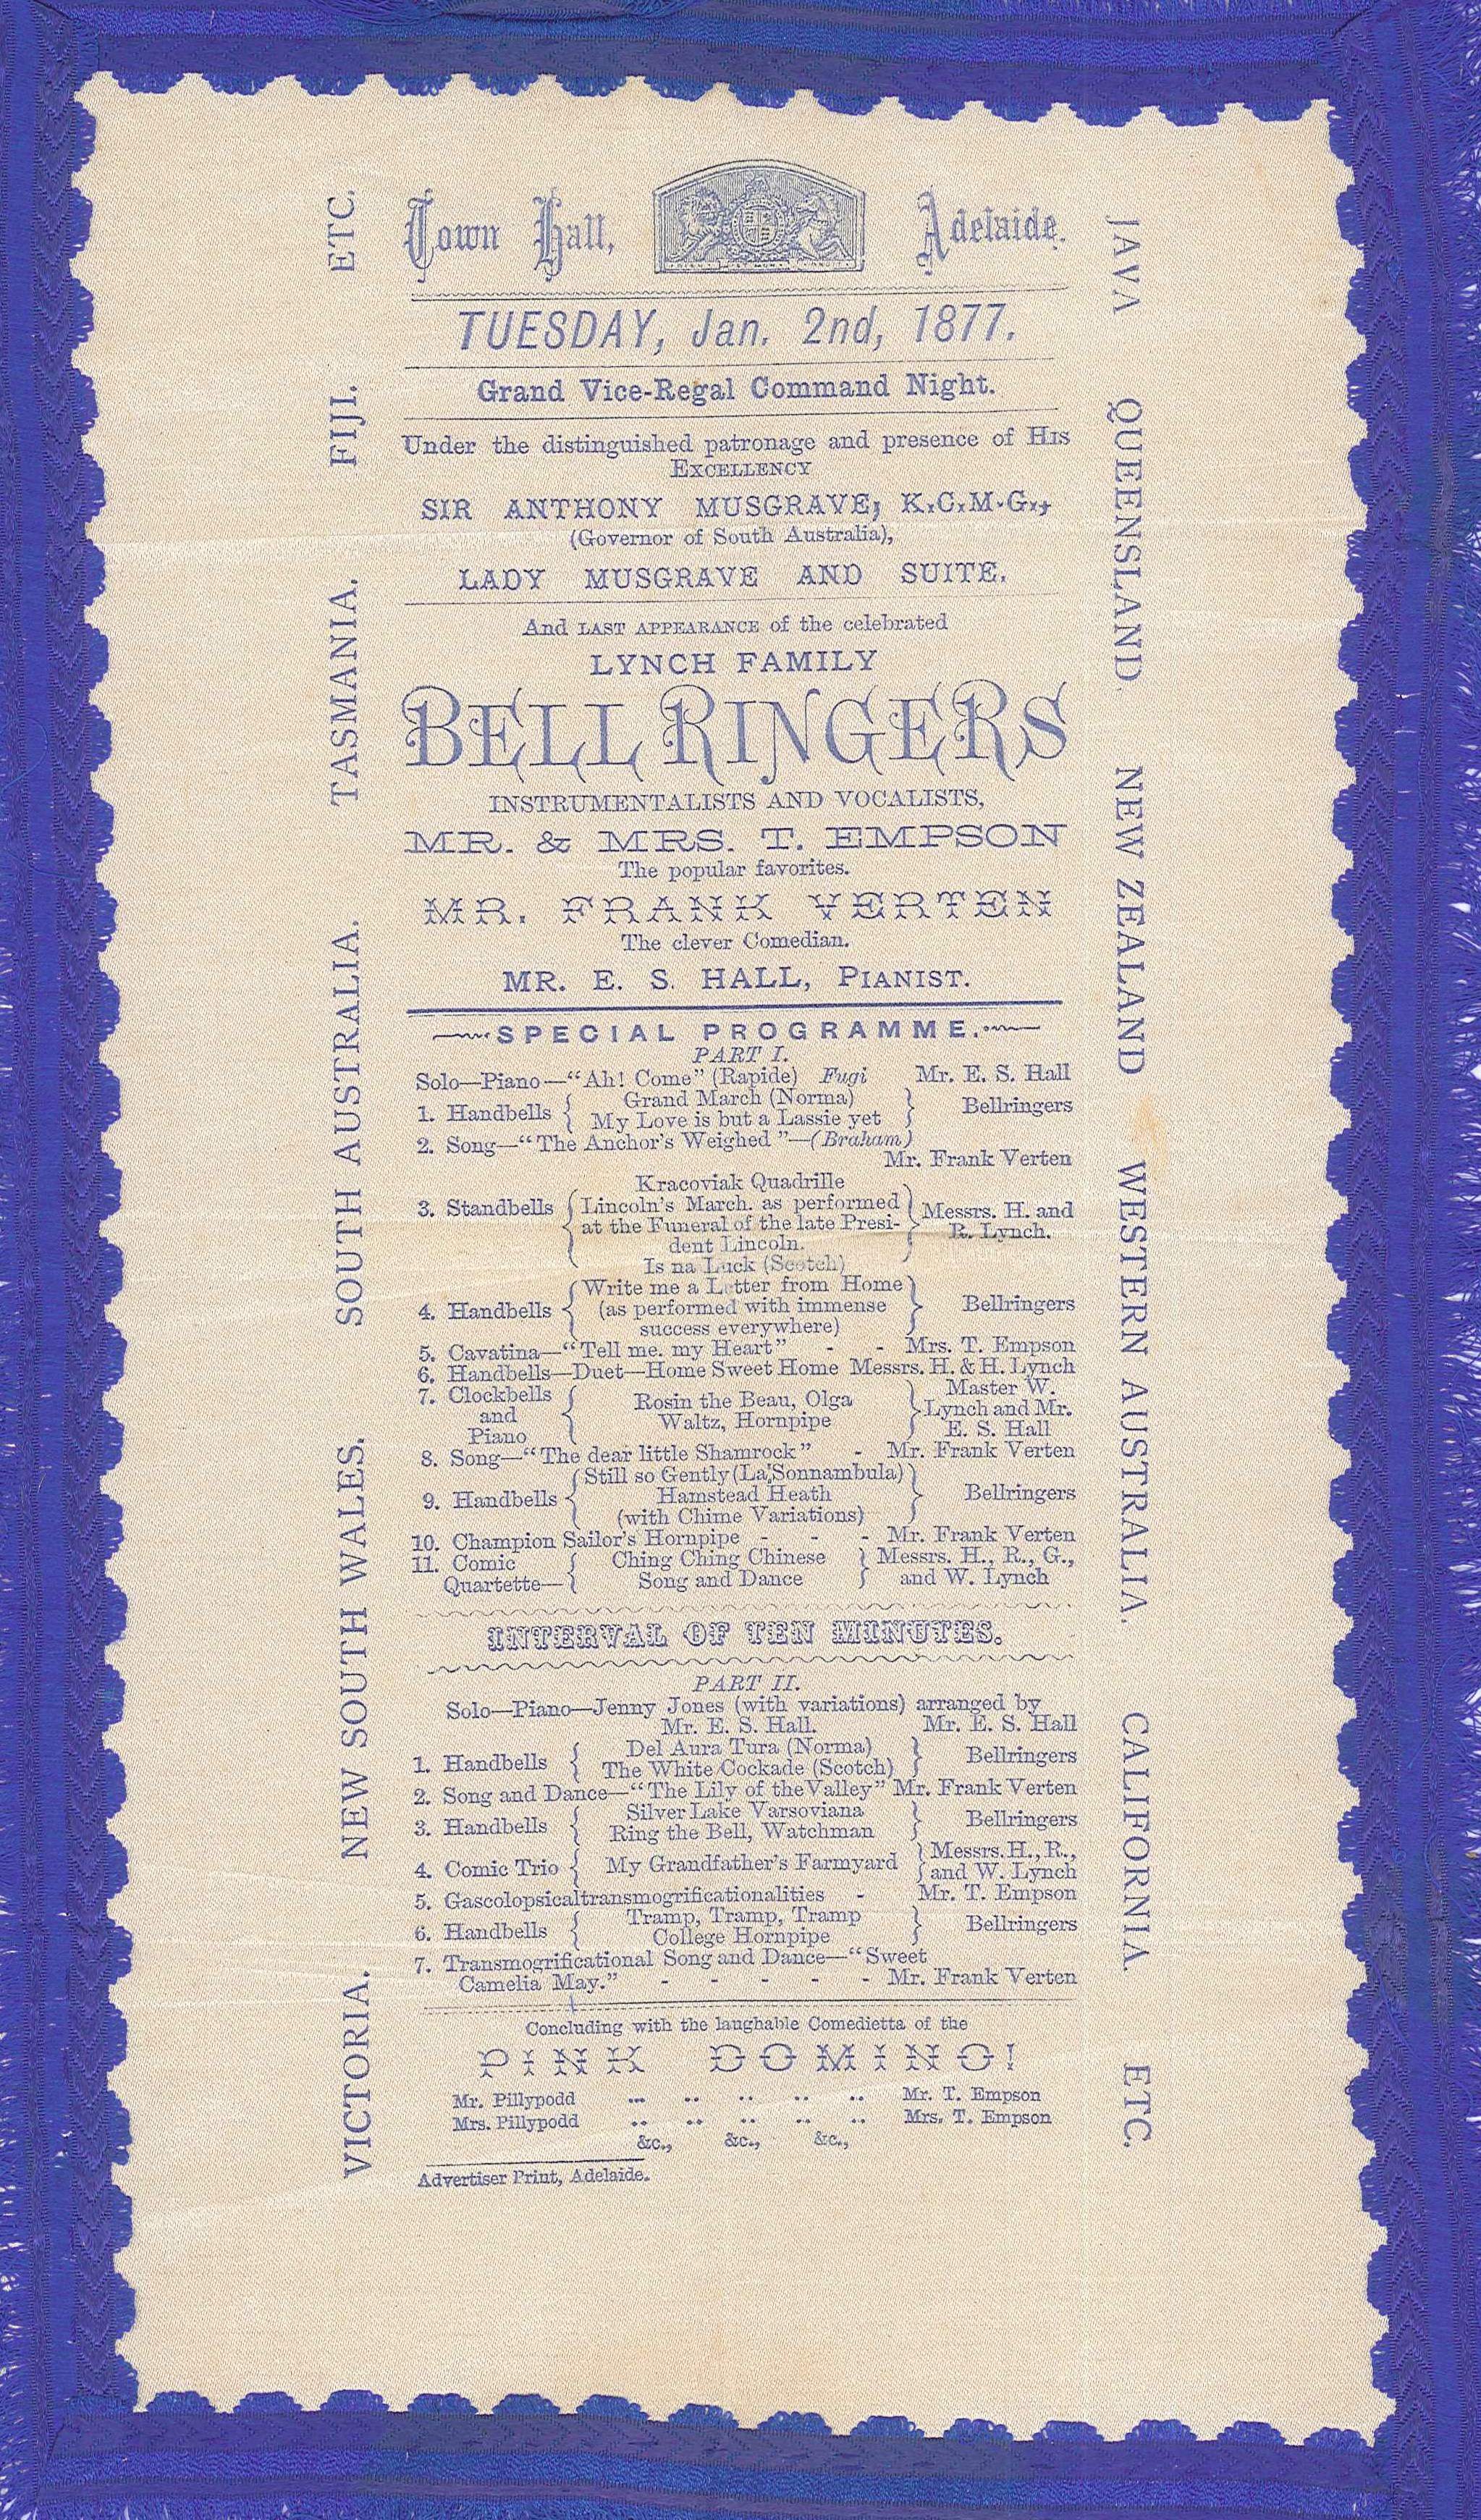 Town Hall, Adelaide.
TUESDAY, Jan. 2nd, 1877.
Grand Vice-Regal Command Night.
Under the distinguished patronage and presence of His
Excellency
SIR ANTHONY MUSGRAVE, K.C.M.G.,
(Governor of South Australia),
LADY MUSGRAVE AND SUITE.
And LAST APPEARANCE of the celebrated
LYNCH FAMILY
BELL RINGERS
INSTRUMENTALISTS AND VOCALISTS,
MR. & MRS. T. EMPSON
The popular favorites.
MR. FRANK VERTEN
The clever Comedian.
MR. E. S. HALL, PIANIST.
SPECIAL PROGRAMME.
PART I.
Solo—Piano—“Ah! Come” (Rapide) Fugi Mr. E. S. Hall
1. Handbells { Grand March (Norma)
My Love is but a Lassie yet } Bellringers
2. Song—“The Anchor's Weighed”—(Braham)
Mr. Frank Verten
3. Standbells { Kracoviak Quadrille
Lincoln's March. as performed
at the Funeral of the late Presi-
dent Lincoln.
Is na Luck (Scotch) } Messrs. H. and
R. Lynch.
4. Handbells { Write me a Letter from Home
(as performed with immense
success everywhere) } Bellringers
5. Cavatina—“Tell me. my Heart” - - Mrs. T. Empson
6. Handbells—Duet—Home Sweet Home Messrs. H. & H. Lynch
7. Clockbells
and
Piano { Rosin the Beau, Olga
Waltz, Hornpipe } Master W.
Lynch and Mr.
E. S. Hall
8. Song—“The dear little Shamrock” - Mr. Frank Verten
9. Handbells { Still so Gently (La Sonnambula)
Hamstead Heath
(with Chime Variations) } Bellringers
10. Champion Sailor's Hornpipe - - - Mr. Frank Verten
11. Comic
Quartette— { Ching Ching Chinese
Song and Dance } Messrs. H., R., G.,
and W. Lynch
INTERVAL OF TEN MINUTES.
PART II.
Solo—Piano—Jenny Jones (with variations) arranged by
Mr. E. S. Hall. Mr. E. S. Hall
1. Handbells { Del Aura Tura (Norma)
The White Cockade (Scotch) } Bellringers
2. Song and Dance—“The Lily of the Valley” Mr. Frank Verten
3. Handbells { Silver Lake Varsoviana
Ring the Bell, Watchman } Bellringers
4. Comic Trio { My Grandfather's Farmyard } Messrs. H., R.,
and W. Lynch
5. Gascolopsicaltransmogrificationalities - Mr. T. Empson
6. Handbells { Tramp, Tramp, Tramp
College Hornpipe } Bellringers
7. Transmogrificational Song and Dance—“Sweet
Camelia May.” - - - - - Mr. Frank Verten
Concluding with the laughable Comedietta of the
PINK DOMINO!
Mr. Pillypodd ... .. .. .. .. Mr. T. Empson
Mrs. Pillypodd .. .. .. .. .. Mrs. T. Empson
&c., &c., &c.,
Advertiser Print, Adelaide.
VICTORIA. NEW SOUTH WALES. SOUTH AUSTRALIA. TASMANIA. FIJI. ETC.
JAVA QUEENSLAND. NEW ZEALAND WESTERN AUSTRALIA. CALIFORNIA. ETC.